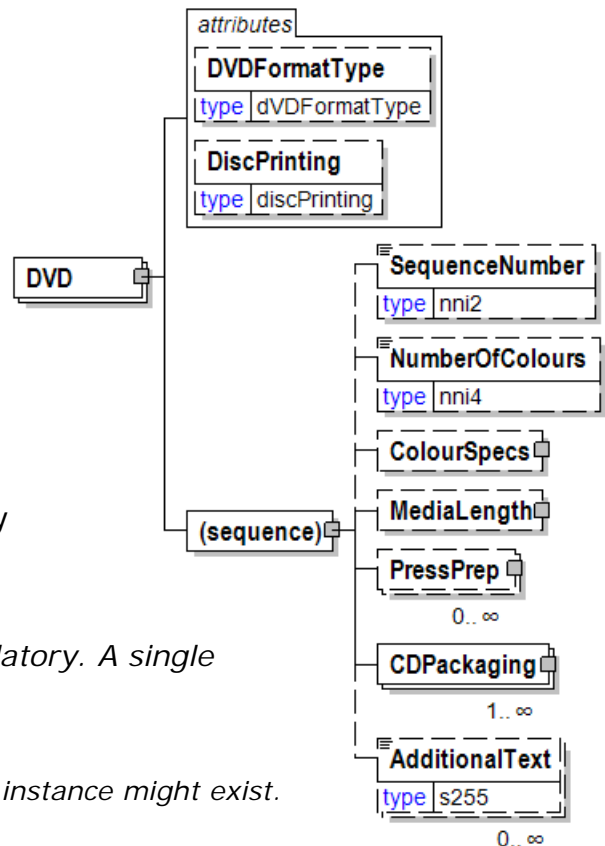 attributes
DVDFormatType
type dVDFormatType
DiscPrinting
type discPrinting
DVD
SequenceNumber
type nni2
NumberOfColours
type nni4
ColourSpecs
MediaLength
y
(sequence)
PressPrep
0.. ∞
latory. A single
CDPackaging
1.. ∞
AdditionalText
instance might exist.
type s255
0.. ∞